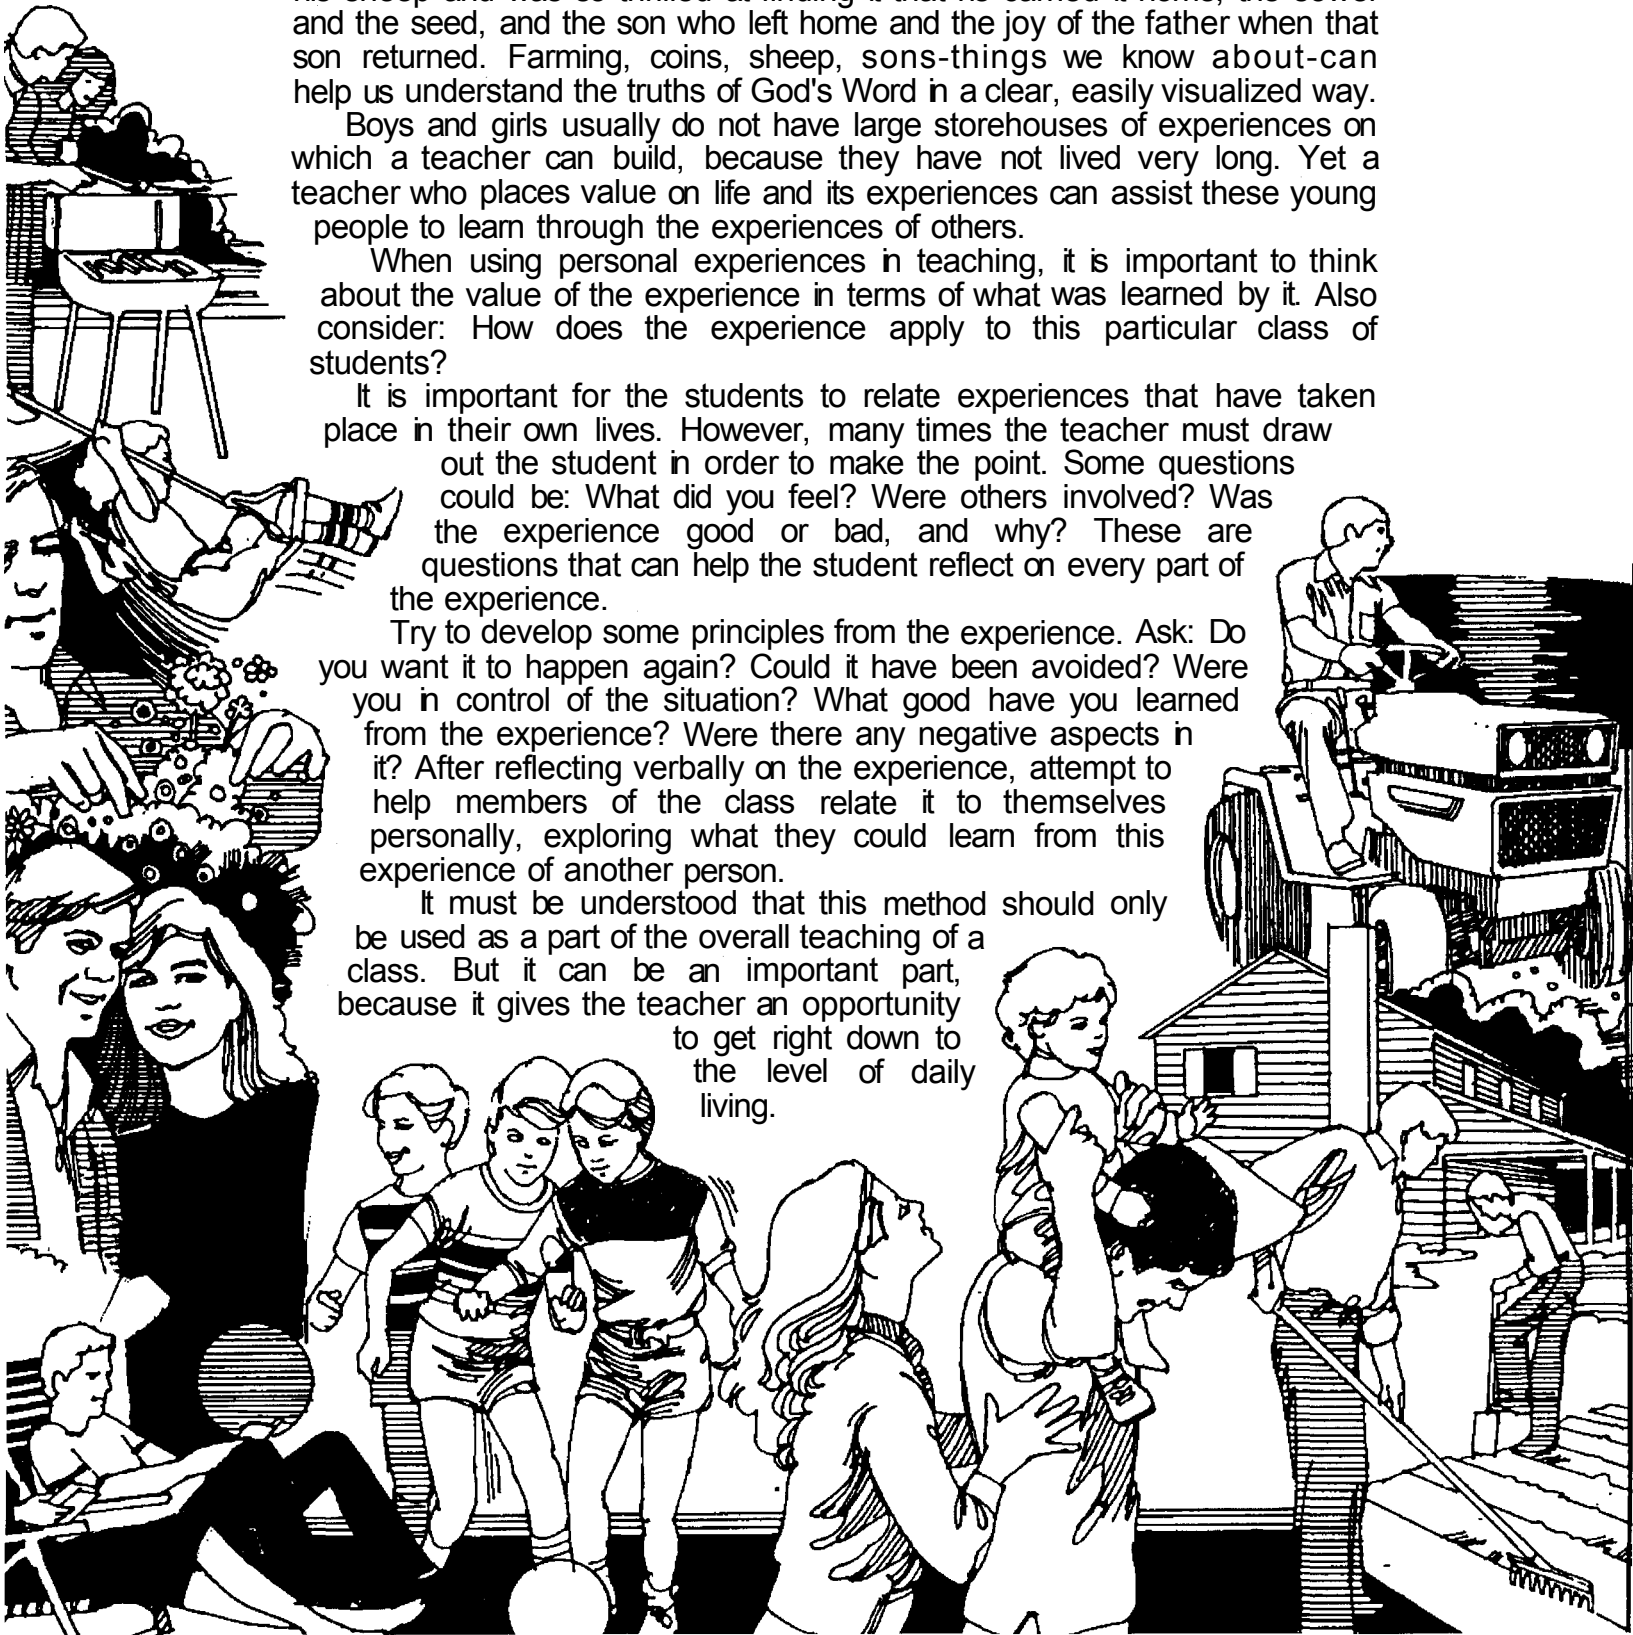 his sheep and was so thrilled at finding it that he carried it home, the sower
and the seed, and the son who left home and the joy of the father when that
son returned. Farming, coins, sheep, sons-things we know about-can
help us understand the truths of God's Word in a clear, easily visualized way.
Boys and girls usually do not have large storehouses of experiences on
which a teacher can build, because they have not lived very long. Yet a
teacher who places value on life and its experiences can assist these young
people to learn through the experiences of others.
When using personal experiences in teaching, it is important to think
about the value of the experience in terms of what was learned by it. Also
consider: How does the experience apply to this particular class of
students?
It is important for the students to relate experiences that have taken
place in their own lives. However, many times the teacher must draw
out the student in order to make the point. Some questions
could be: What did you feel? Were others involved? Was
the experience good or bad, and why? These are
questions that can help the student reflect on every part of
the experience.
Try to develop some principles from the experience. Ask: Do
you want it to happen again? Could it have been avoided? Were
you in control of the situation? What good have you learned
from the experience? Were there any negative aspects in
it? After reflecting verbally on the experience, attempt to
help members of the class relate it to themselves
personally, exploring what they could learn from this
experience of another person.
It must be understood that this method should only
be used as a part of the overall teaching of a
class. But it can be an important part,
because it gives the teacher an opportunity
to get right down to
the level of daily
living.